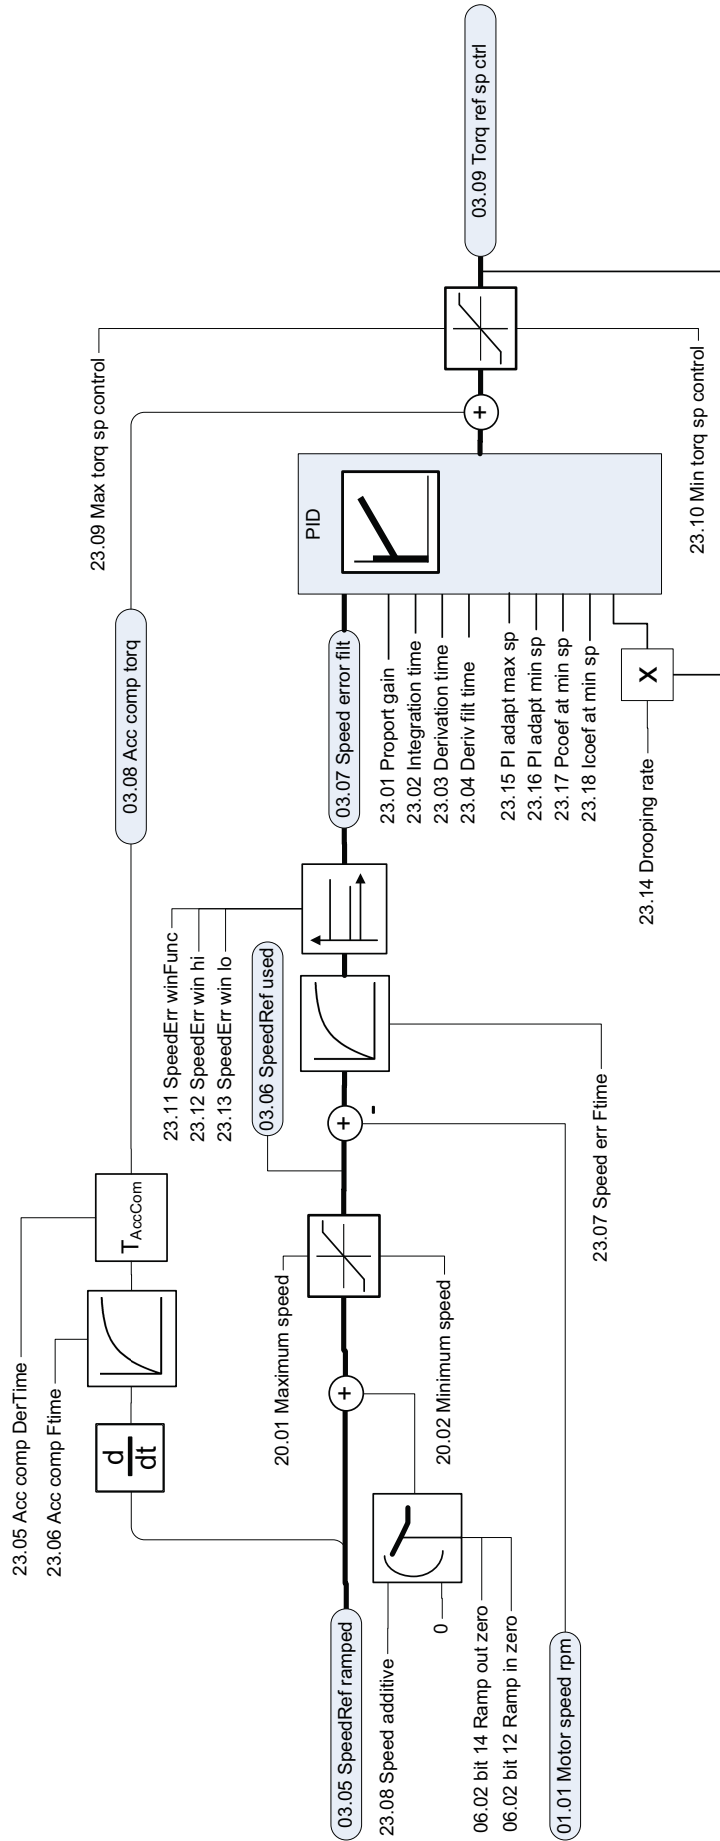 23.05 Acc comp DerTime
23.06 Acc comp Ftime
d
dt
TAccCom
03.08 Acc comp torq
23.09 Max torq sp control
23.11 SpeedErr winFunc
23.12 SpeedErr win hi
23.13 SpeedErr win lo
03.06 SpeedRef used
20.01 Maximum speed
03.05 SpeedRef ramped
+
+
-
03.07 Speed error filt
PID
+
03.09 Torq ref sp ctrl
23.08 Speed additive
0
20.02 Minimum speed
06.02 bit 14 Ramp out zero
06.02 bit 12 Ramp in zero
01.01 Motor speed rpm
23.07 Speed err Ftime
23.01 Proport gain
23.02 Integration time
23.03 Derivation time
23.04 Deriv filt time
23.15 PI adapt max sp
23.16 PI adapt min sp
23.17 Pcoef at min sp
23.18 Icoef at min sp
23.14 Drooping rate
X
23.10 Min torq sp control